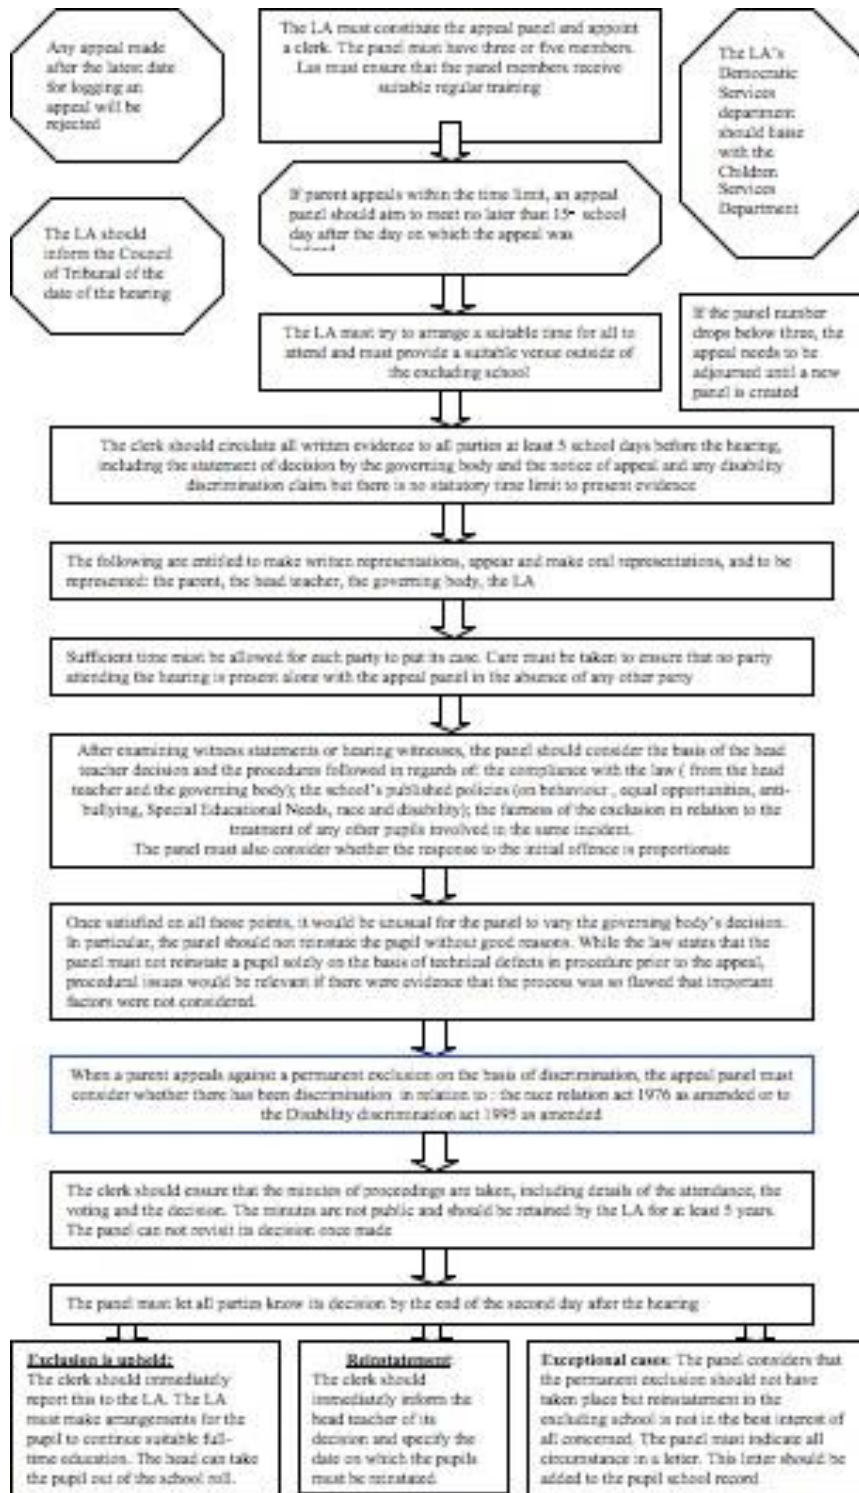 Any appeal made
after the latest date
for logging an
appeal will be
rejected
The LA must constitute the appeal panel and appoint
a clerk. The panel must have three or five members.
Las must ensure that the panel members receive
suitable regular training
The LA's
Democratic
Services
department
should liaise
with the
Children
Services
Department
If parent appeals within the time limit, an appeal
panel should aim to meet no later than 15 school
day after the day on which the appeal was
The LA should
inform the Council
of Tribunal of the
date of the hearing
The LA must try to arrange a suitable time for all to
attend and must provide a suitable venue outside of
the excluding school
If the panel number
drops below three, the
appeal needs to be
adjourned until a new
panel is created
The clerk should circulate all written evidence to all parties at least 5 school days before the hearing,
including the statement of decision by the governing body and the notice of appeal and any disability
discrimination claim but there is no statutory time limit to present evidence
The following are entitled to make written representations, appear and make oral representations, and to be
represented: the parent, the head teacher, the governing body, the LA
Sufficient time must be allowed for each party to put its case. Care must be taken to ensure that no party
attending the hearing is present alone with the appeal panel in the absence of any other party
After examining witness statements or hearing witnesses, the panel should consider the basis of the head
teacher decision and the procedures followed in regards of: the compliance with the law ( from the head
teacher and the governing body); the school's published policies (on behaviour , equal opportunities, anti-
bullying, Special Educational Needs, race and disability); the fairness of the exclusion in relation to the
treatment of any other pupils involved in the same incident.
The panel must also consider whether the response to the initial offence is proportionate
Once satisfied on all these points, it would be unusual for the panel to vary the governing body's decision.
In particular, the panel should not reinstate the pupil without good reasons. While the law states that the
panel must not reinstate a pupil solely on the basis of technical defects in procedure prior to the appeal,
procedural issues would be relevant if there were evidence that the process was so flawed that important
factors were not considered.
When a parent appeals against a permanent exclusion on the basis of discrimination, the appeal panel must
consider whether there has been discrimination in relation to : the race relation act 1976 as amended or to
the Disability discrimination act 1995 as amended
The clerk should ensure that the minutes of proceedings are taken, including details of the attendance, the
voting and the decision. The minutes are not public and should be retained by the LA for at least 5 years.
The panel can not revisit its decision once made
The panel must let all parties know its decision by the end of the second day after the hearing
Exclusion is upheld:
The clerk should immediately
report this to the LA. The LA
must make arrangements for the
pupil to continue suitable full-
time education. The head can take
the pupil out of the school roll.
Reinstatement:
The clerk should
immediately inform the
head teacher of its
decision and specify the
date on which the pupils
must be reinstated.
Exceptional cases: The panel considers that
the permanent exclusion should not have
taken place but reinstatement in the
excluding school is not in the best interest of
all concerned. The panel must indicate all
circumstance in a letter. This letter should be
added to the pupil school record